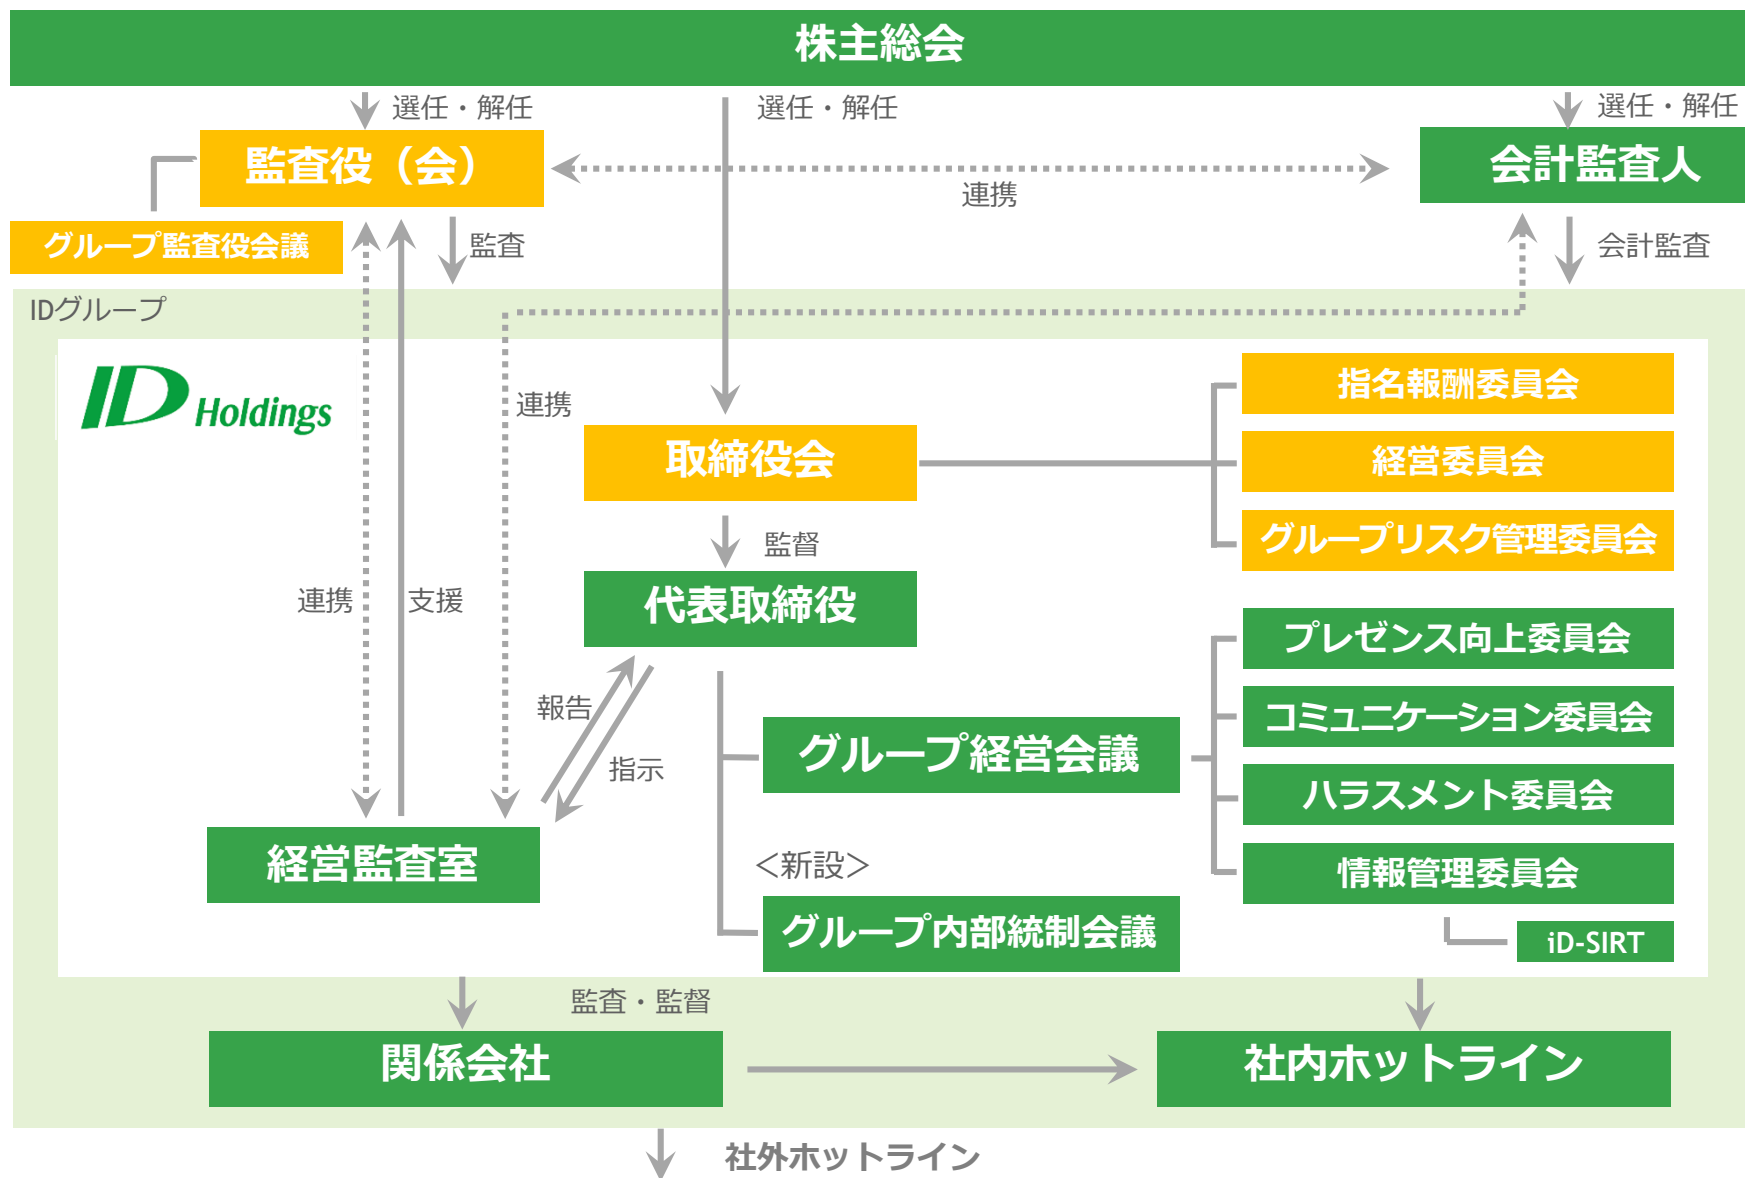 株主総会
選任・解任
選任・解任
選任・解任
監査役（会）
会計監査人
連携
グループ監査役会議
監査
会計監査
IDグループ
ID Holdings
連携
指名報酬委員会
取締役会
経営委員会
グループリスク管理委員会
監督
代表取締役
連携
支援
プレゼンス向上委員会
報告
コミュニケーション委員会
グループ経営会議
指示
ハラスメント委員会
経営監査室
＜新設＞
情報管理委員会
グループ内部統制会議
iD-SIRT
監査・監督
関係会社
社内ホットライン
社外ホットライン